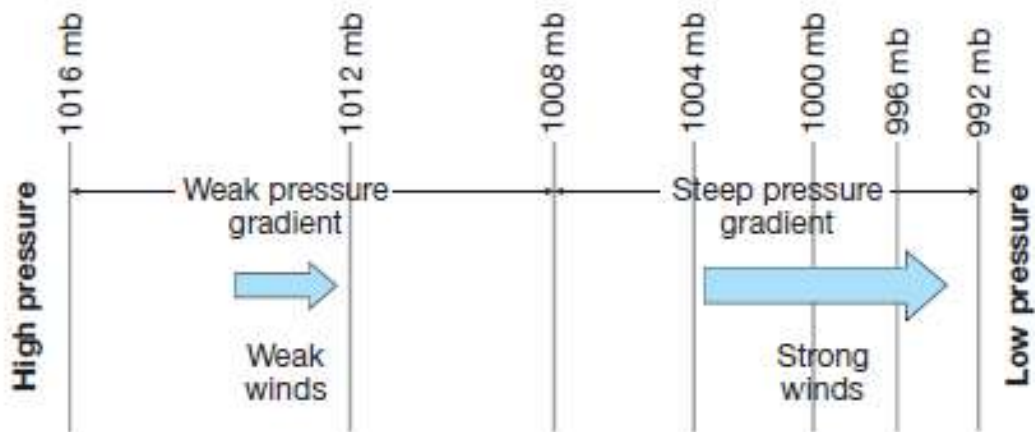 1016 mb
1012 mb
1008 mb
1004 mb
1000 mb
996 mb
992 mb
High pressure
Weak pressure
gradient
Steep pressure
gradient
Weak
winds
Strong
winds
Low pressure